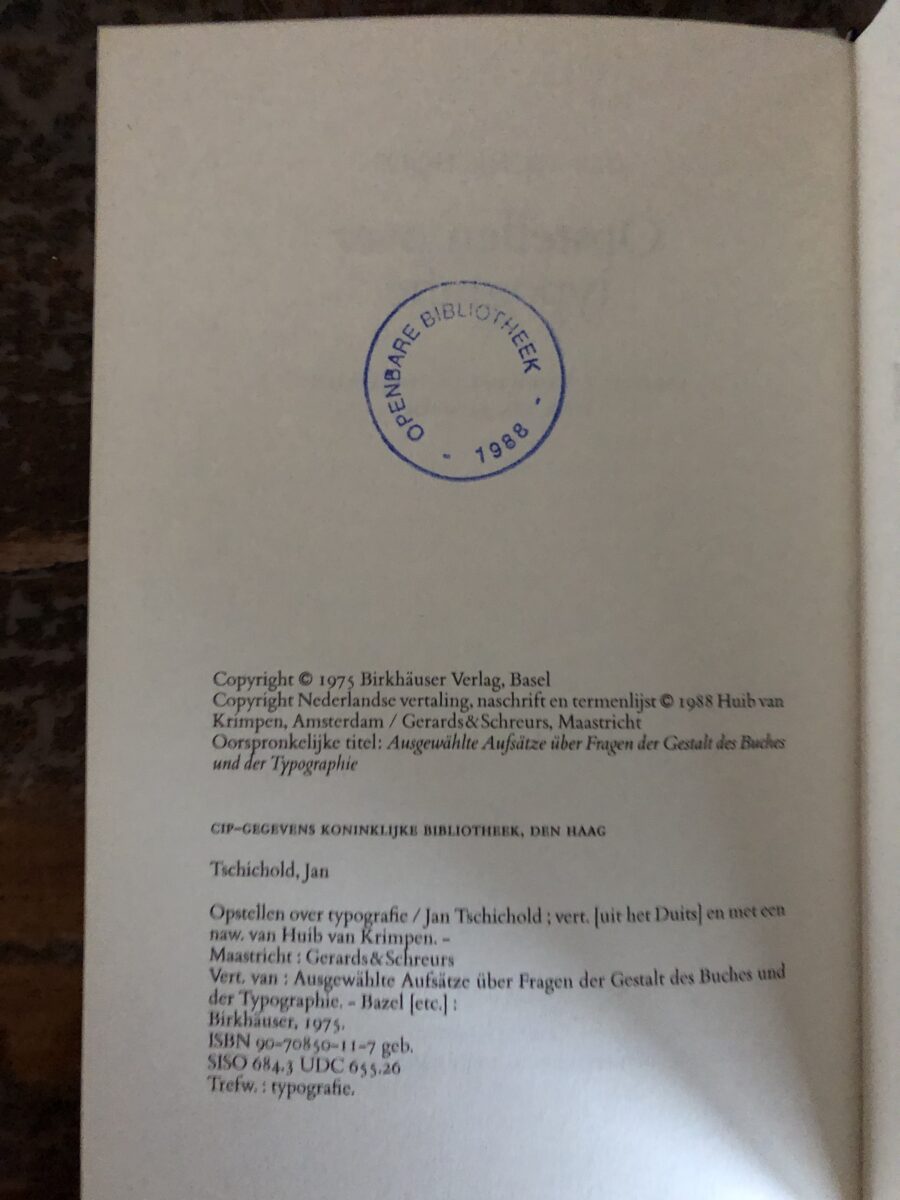 OPENBARE BIBLIOTHEEK
- 1988 -
Copyright © 1975 Birkhäuser Verlag, Basel
Copyright Nederlandse vertaling, naschrift en termenlijst © 1988 Huib van
Krimpen, Amsterdam / Gerards & Schreurs, Maastricht
Oorspronkelijke titel: Ausgewählte Aufsätze über Fragen der Gestalt des Buches
und der Typographie
CIP-GEGEVENS KONINKLIJKE BIBLIOTHEEK, DEN HAAG
Tschichold, Jan
Opstellen over typografie / Jan Tschichold ; vert. [uit het Duits] en met een
naw. van Huib van Krimpen. –
Maastricht : Gerards & Schreurs
Vert. van : Ausgewählte Aufsätze über Fragen der Gestalt des Buches und
der Typographie. – Bazel [etc.] :
Birkhäuser, 1975.
ISBN 90-70850-11-7 geb.
SISO 684.3 UDC 655.26
Trefw. : typografie.